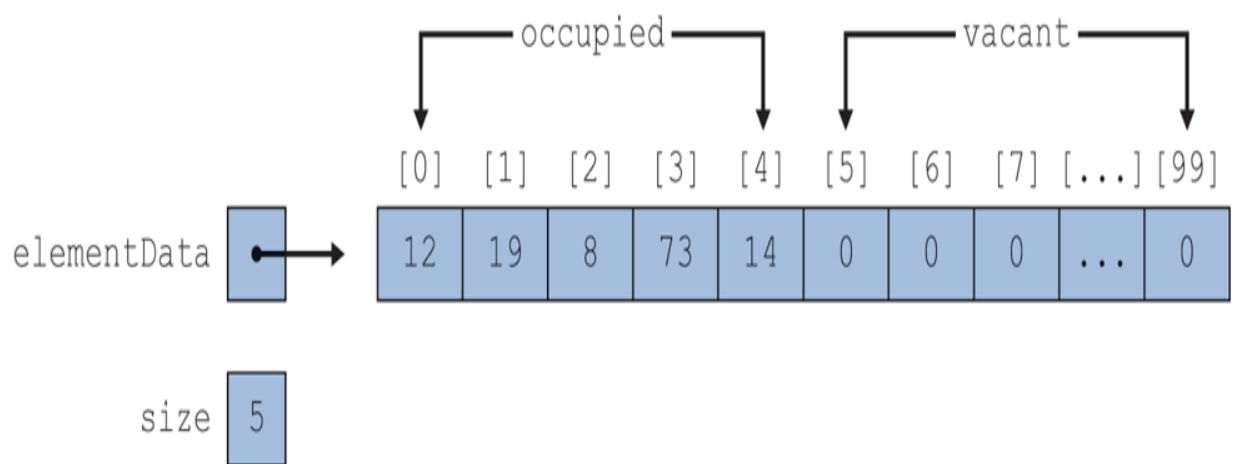 occupied vacant
[0] [1] [2] [3] [4] [5] [6] [7] [...] [99]
elementData 12 19 8 73 14 0 0 0 ... 0
size 5